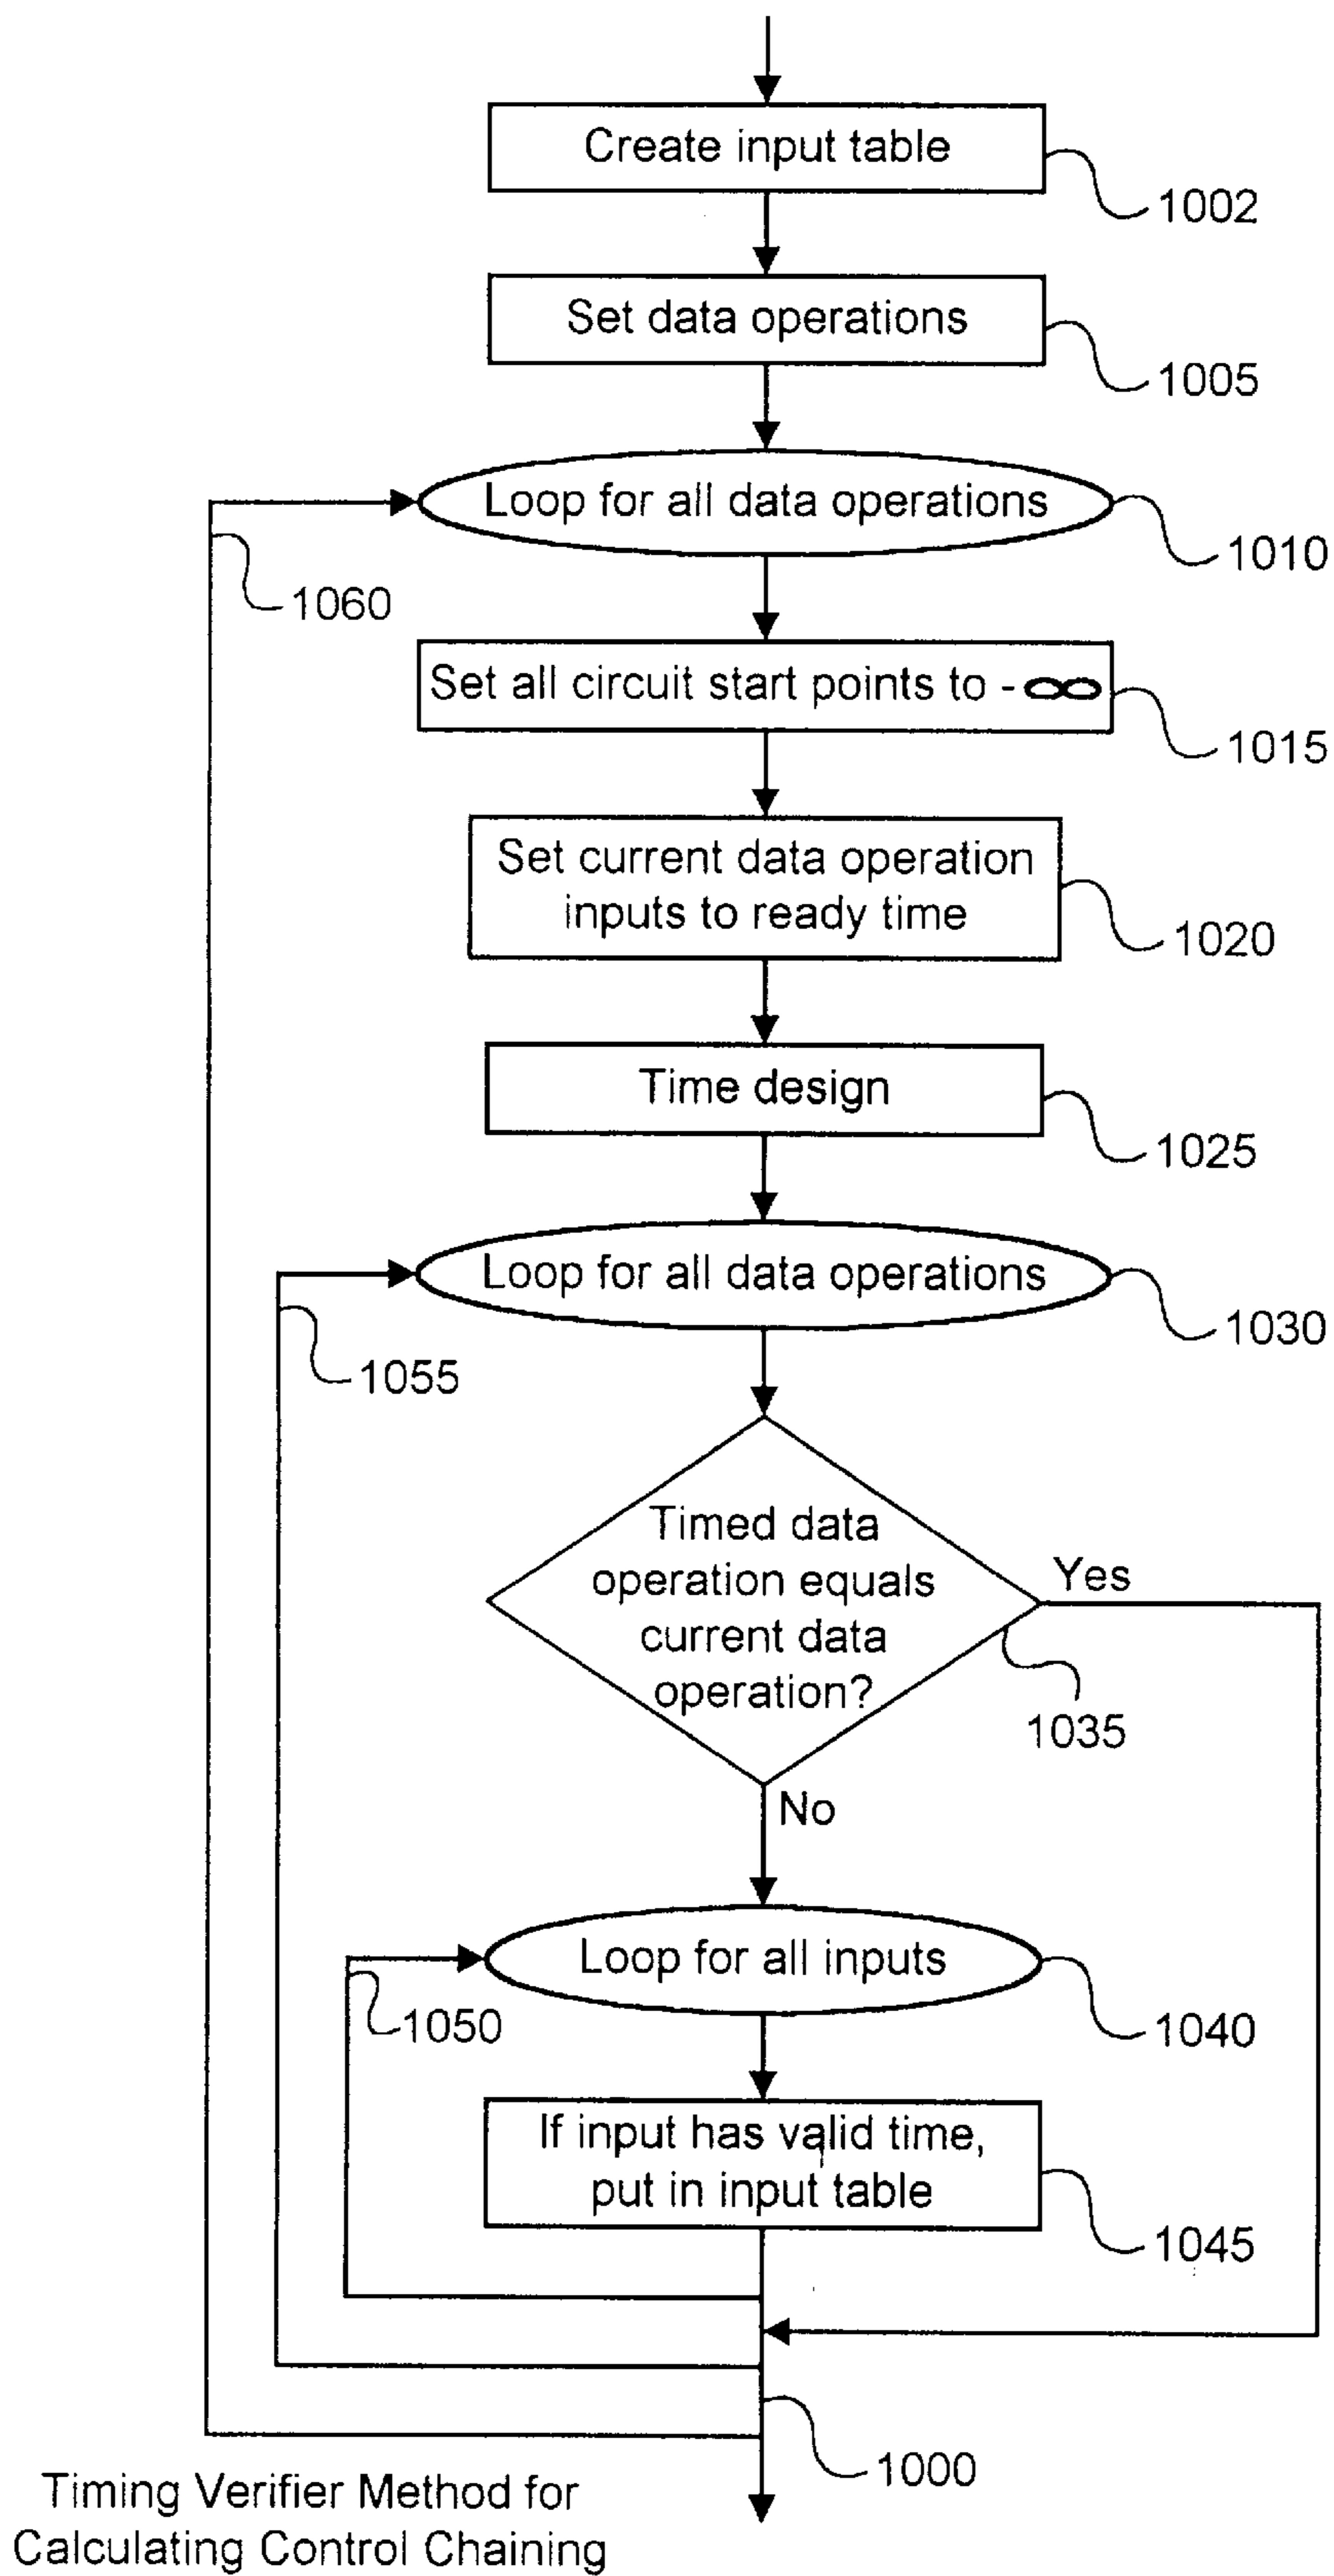 Create input table
1002
Set data operations
1005
Loop for all data operations
1010
1060
Set all circuit start points to - ∞
1015
Set current data operation
inputs to ready time
1020
Time design
1025
Loop for all data operations
1030
1055
Timed data
operation equals
current data
operation?
Yes
1035
No
Loop for all inputs
1050
1040
If input has valid time,
put in input table
1045
1000
Timing Verifier Method for
Calculating Control Chaining